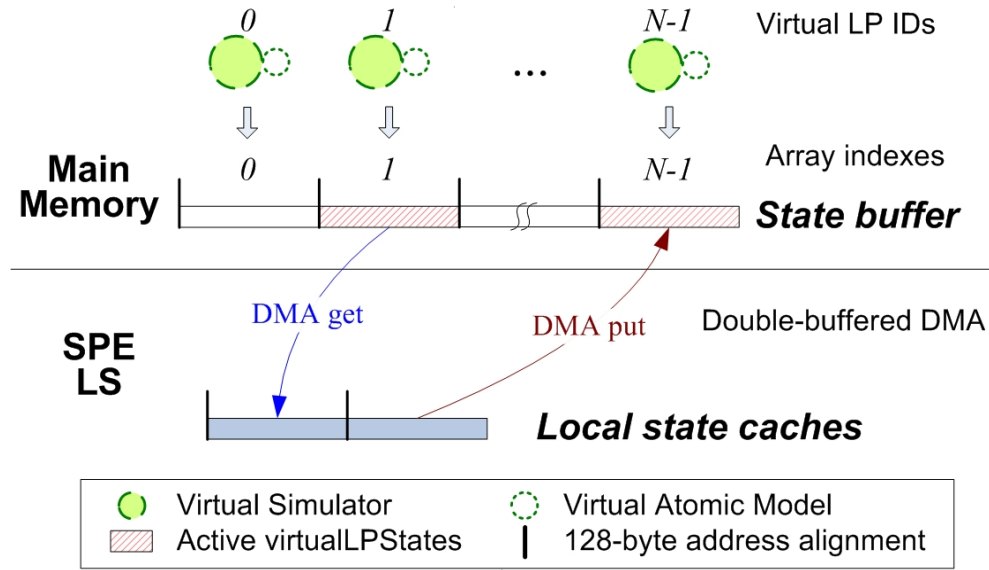 0 1 N-1 Virtual LP IDs
...
0 1 N-1 Array indexes
Main
Memory
State buffer
DMA get
DMA put
Double-buffered DMA
SPE
LS
Local state caches
Virtual Simulator
Virtual Atomic Model
Active virtualLPStates
128-byte address alignment